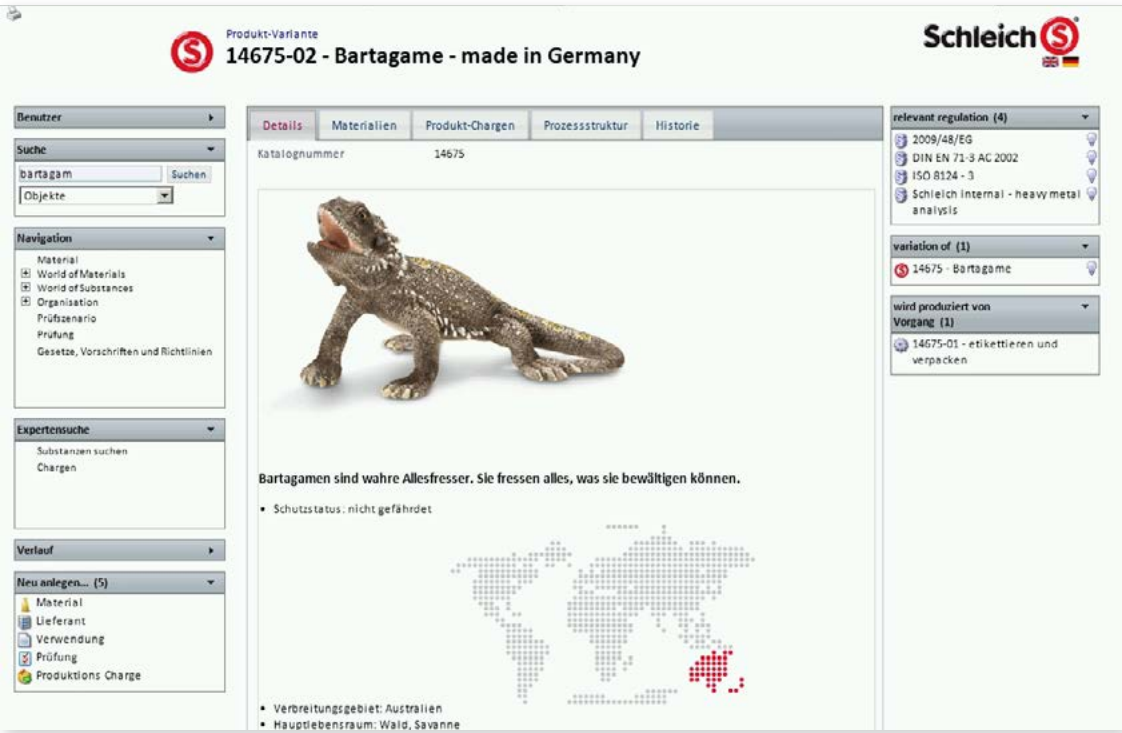 Produkt-Variante
14675-02 - Bartagame - made in Germany
Schleich S
Benutzer
Suche
bartagam
Suchen
Objekte
Navigation
Material
World of Materials
World of Substances
Organisation
Prüfszenario
Prüfung
Gesetze, Vorschriften und Richtlinien
Expertensuche
Substanzen suchen
Chargen
Verlauf
Neu anlegen... (5)
Material
Lieferant
Verwendung
Prüfung
Produktions Charge
Details Materialien Produkt-Chargen Prozessstruktur Historie
Katalognummer 14675
Bartagamen sind wahre Allesfresser. Sie fressen alles, was sie bewältigen können.
• Schutzstatus: nicht gefährdet
• Verbreitungsgebiet: Australien
• Hauptlebensraum: Wald, Savanne
relevant regulation (4)
2009/48/EG
DIN EN 71-3 AC 2002
ISO 8124 - 3
Schleich internal - heavy metal
analysis
variation of (1)
14675 - Bartagame
wird produziert von
Vorgang (1)
14675-01 - etikettieren und
verpacken